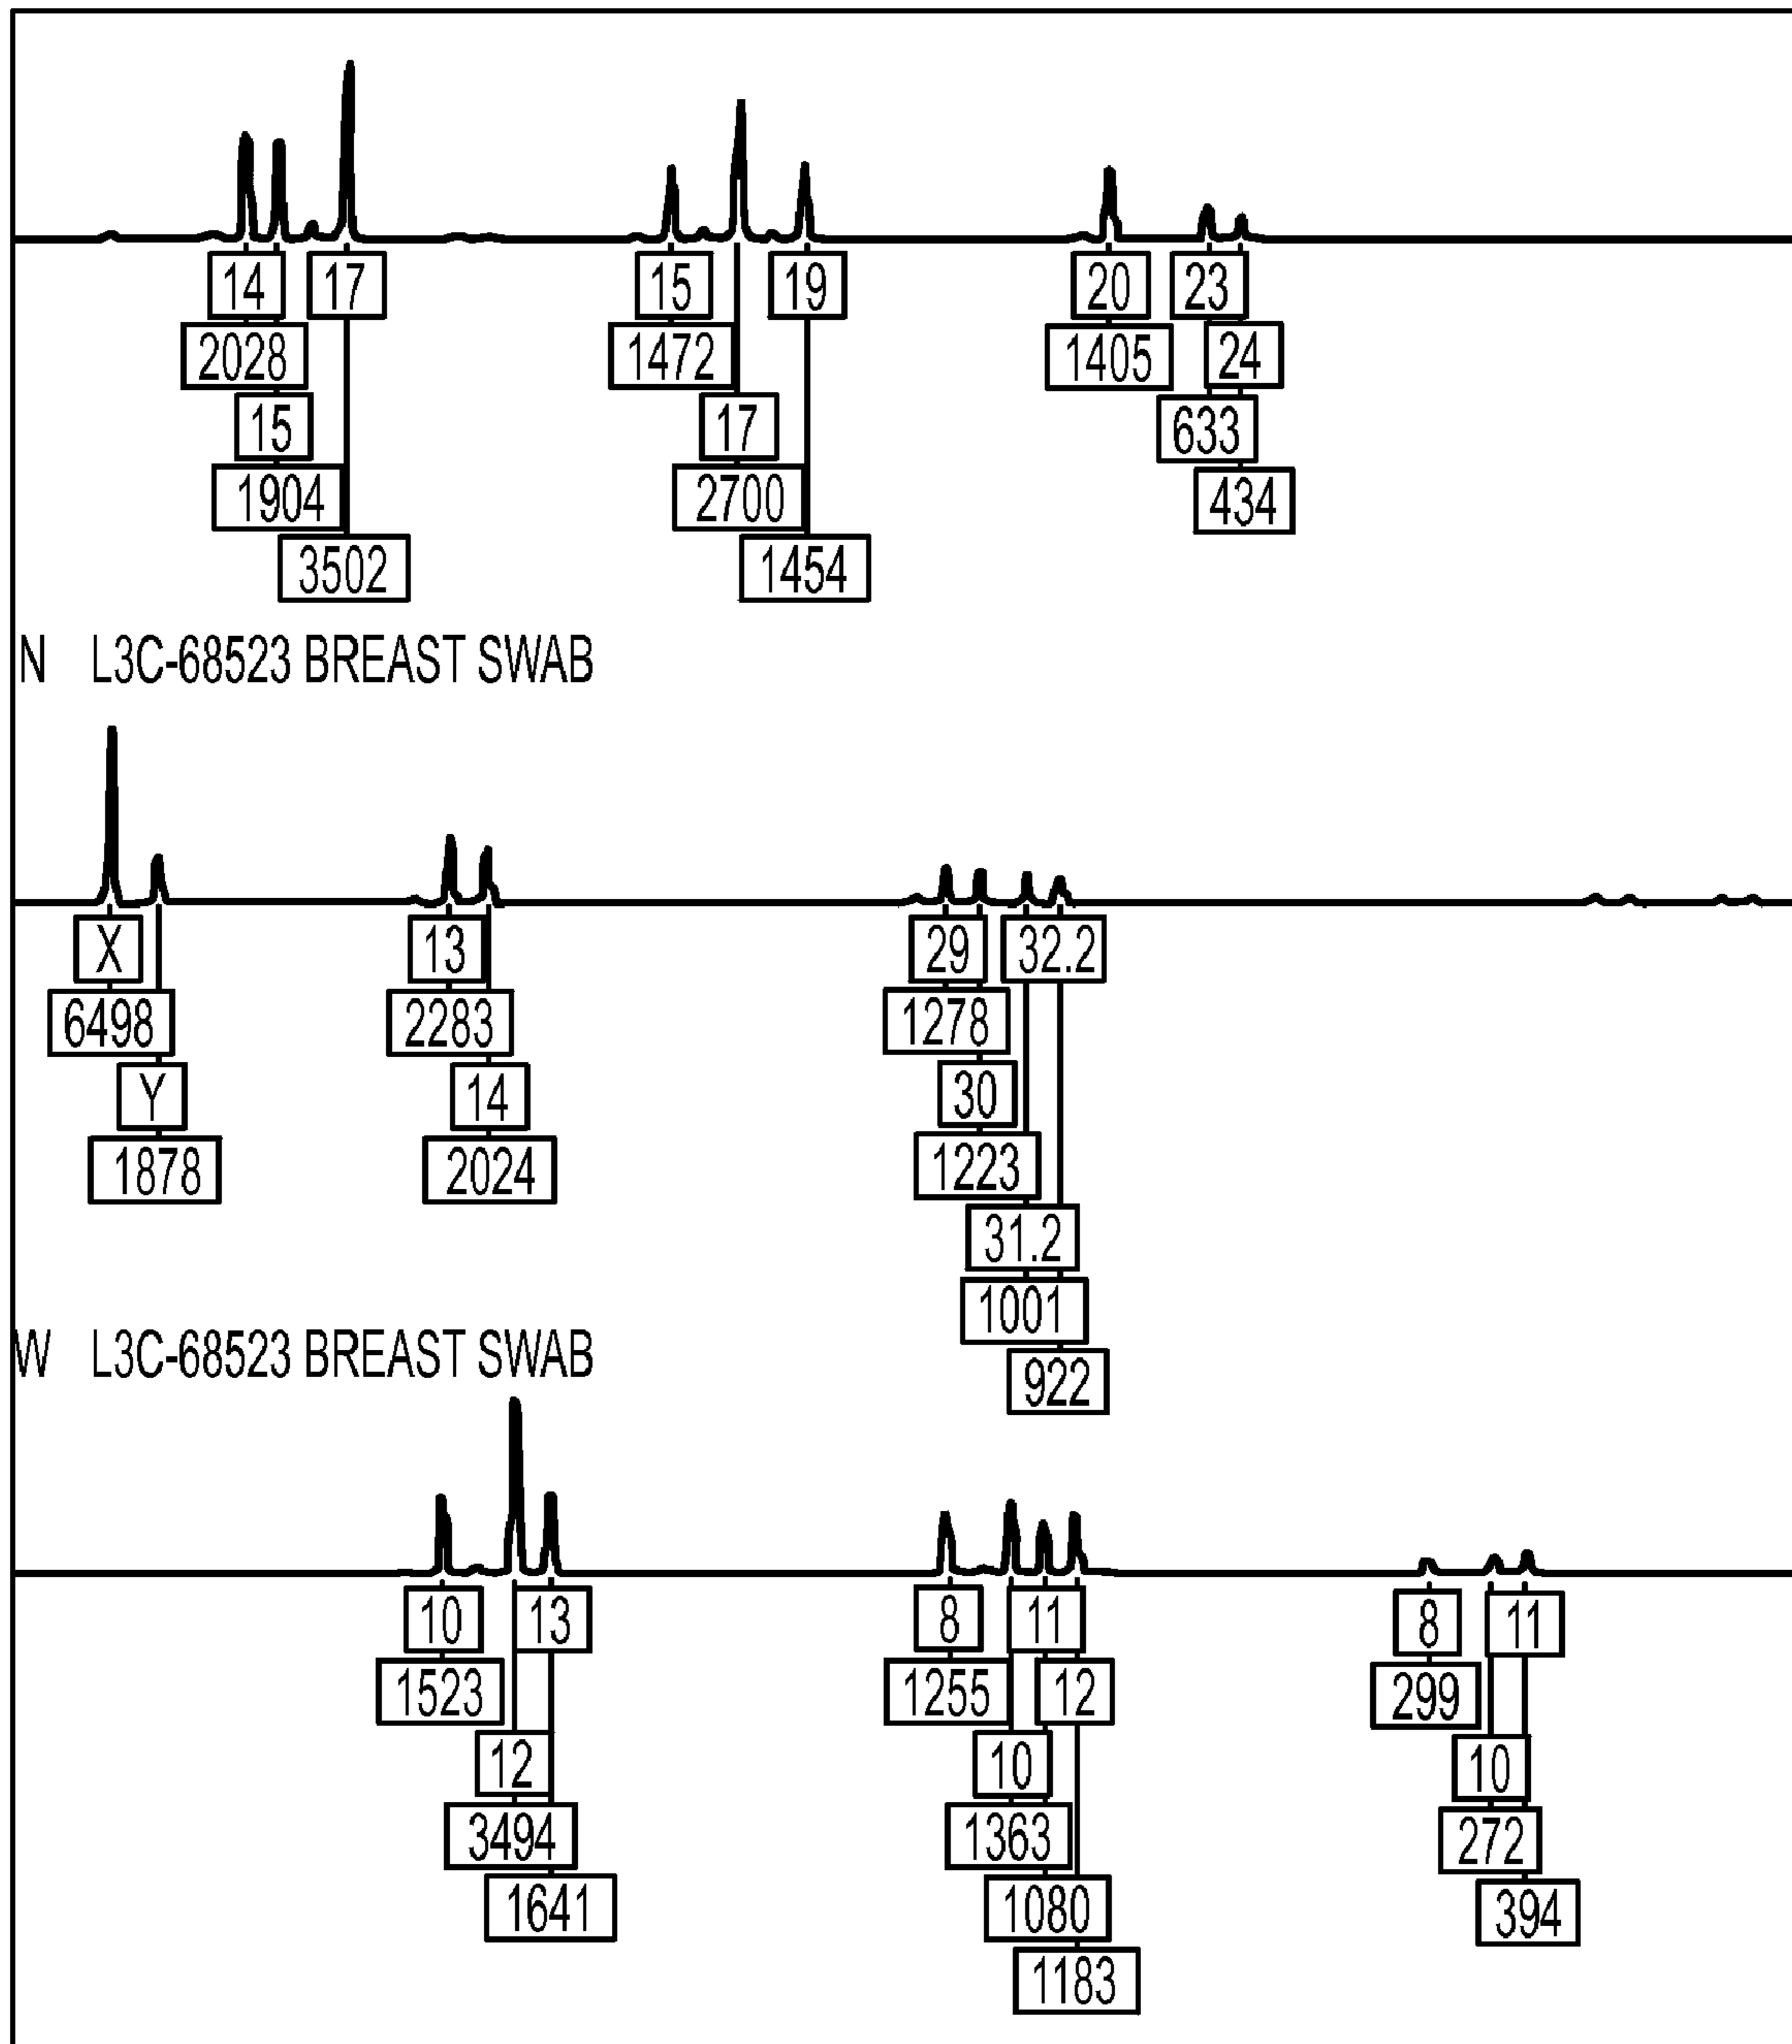 14 17 15 19 20 23
2028 1472 1405 24
15 17 633
1904 2700 434
3502 1454
N L3C-68523 BREAST SWAB
X 13 29 32.2
6498 2283 1278
Y 14 30
1878 2024 1223
31.2
1001
922
W L3C-68523 BREAST SWAB
10 13 8 11 8 11
1523 1255 12 299
12 10 10
3494 1363 272
1641 1080 394
1183